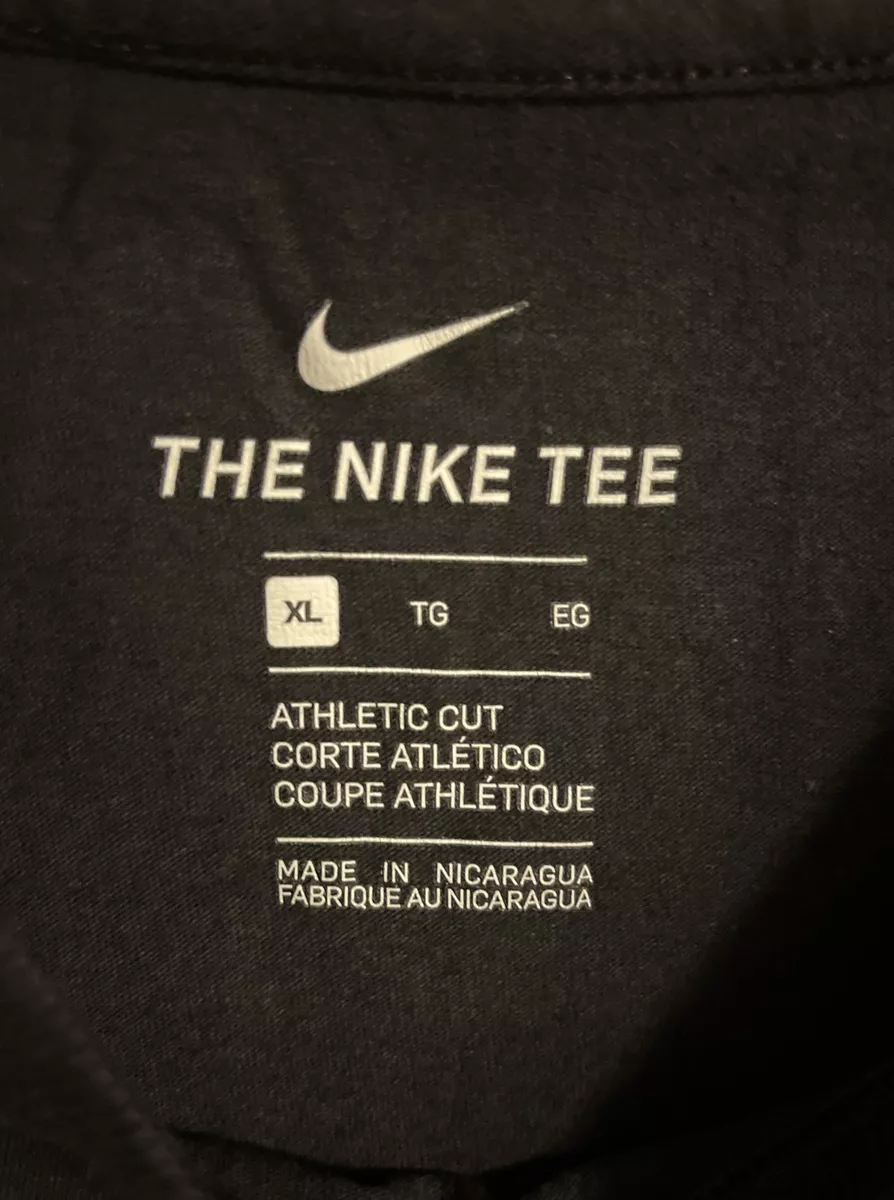 THE NIKE TEE
XL TG EG
ATHLETIC CUT
CORTE ATLÉTICO
COUPE ATHLÉTIQUE
MADE IN NICARAGUA
FABRIQUE AU NICARAGUA